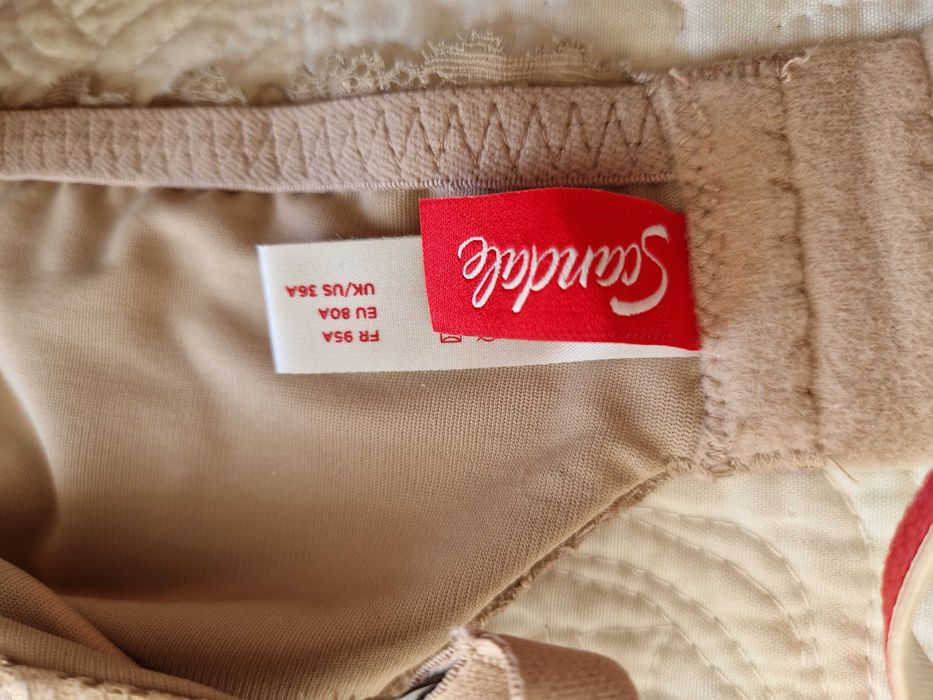 Scandale
FR 95A
EU 80A
UK/US 36A